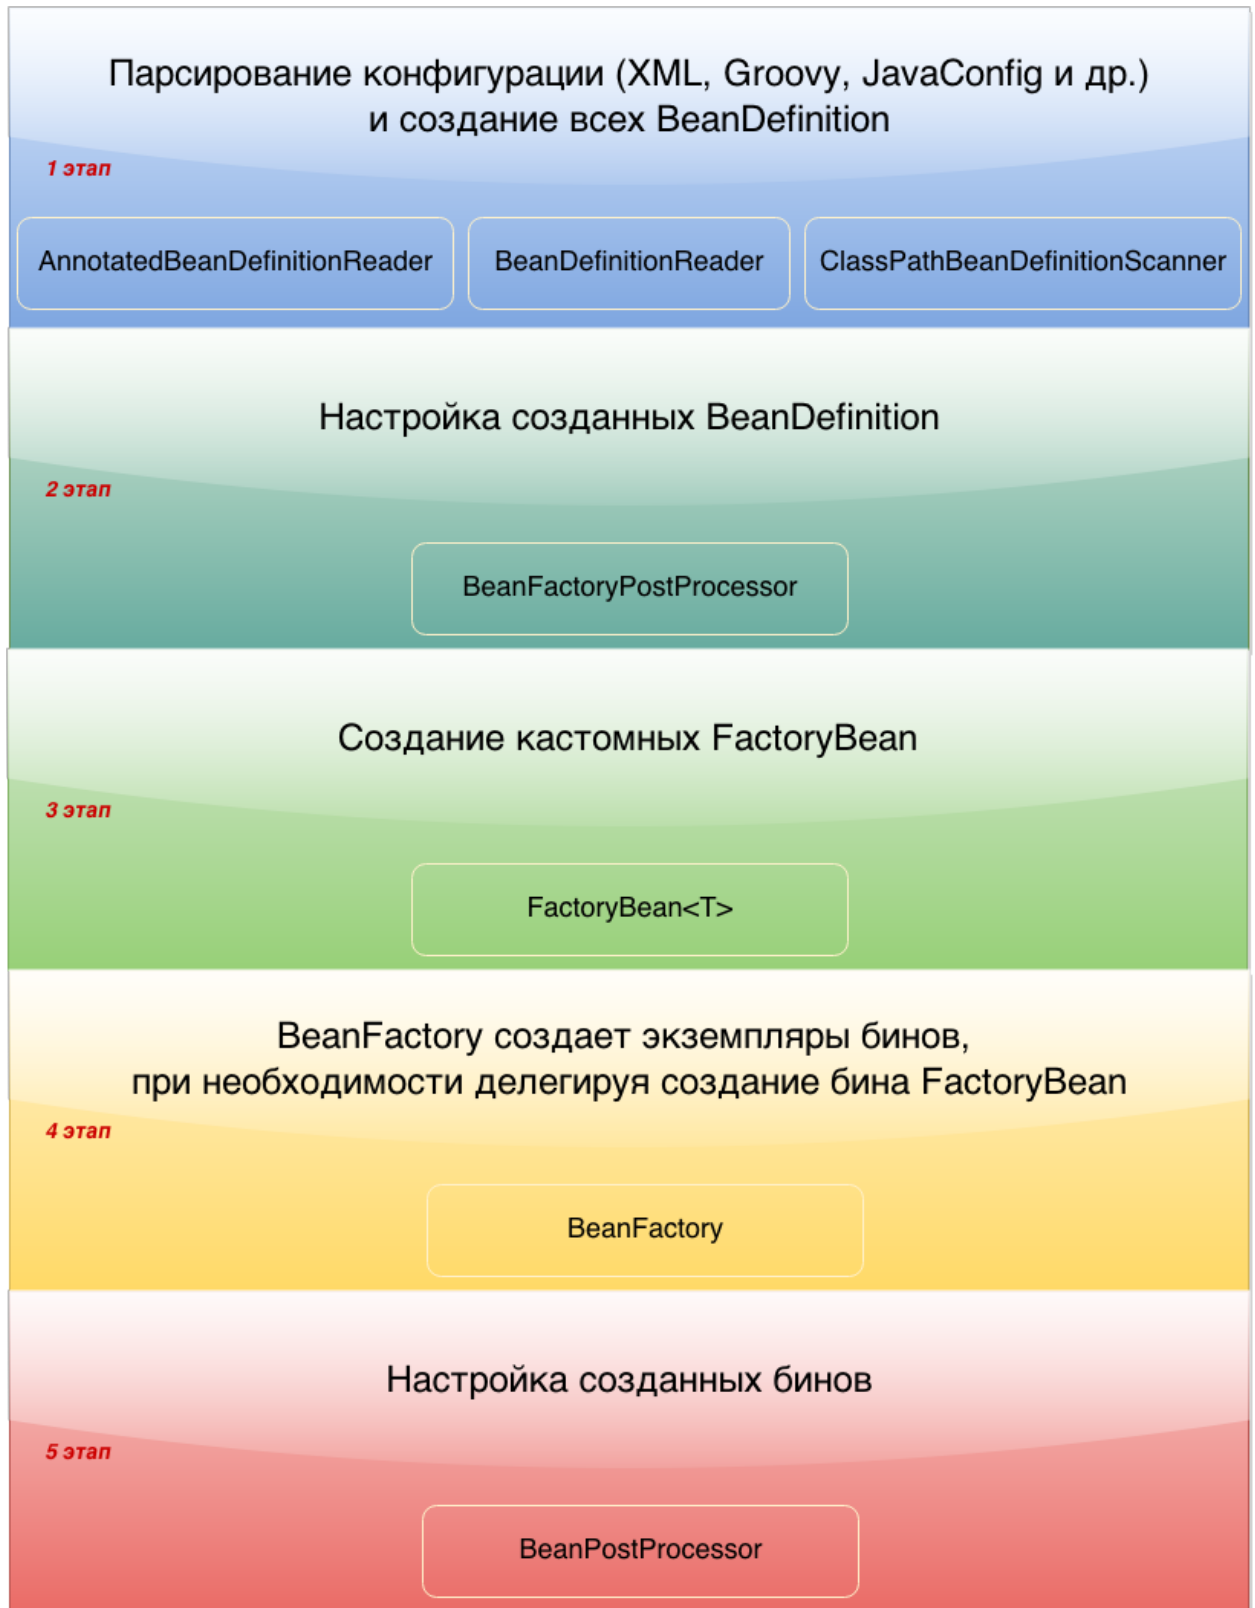 Парсирование конфигурации (XML, Groovy, JavaConfig и др.)
и создание всех BeanDefinition
1 этап
AnnotatedBeanDefinitionReader
BeanDefinitionReader
ClassPathBeanDefinitionScanner
Настройка созданных BeanDefinition
2 этап
BeanFactoryPostProcessor
Создание кастомных FactoryBean
3 этап
FactoryBean<T>
BeanFactory создает экземпляры бинов,
при необходимости делегируя создание бина FactoryBean
4 этап
BeanFactory
Настройка созданных бинов
5 этап
BeanPostProcessor